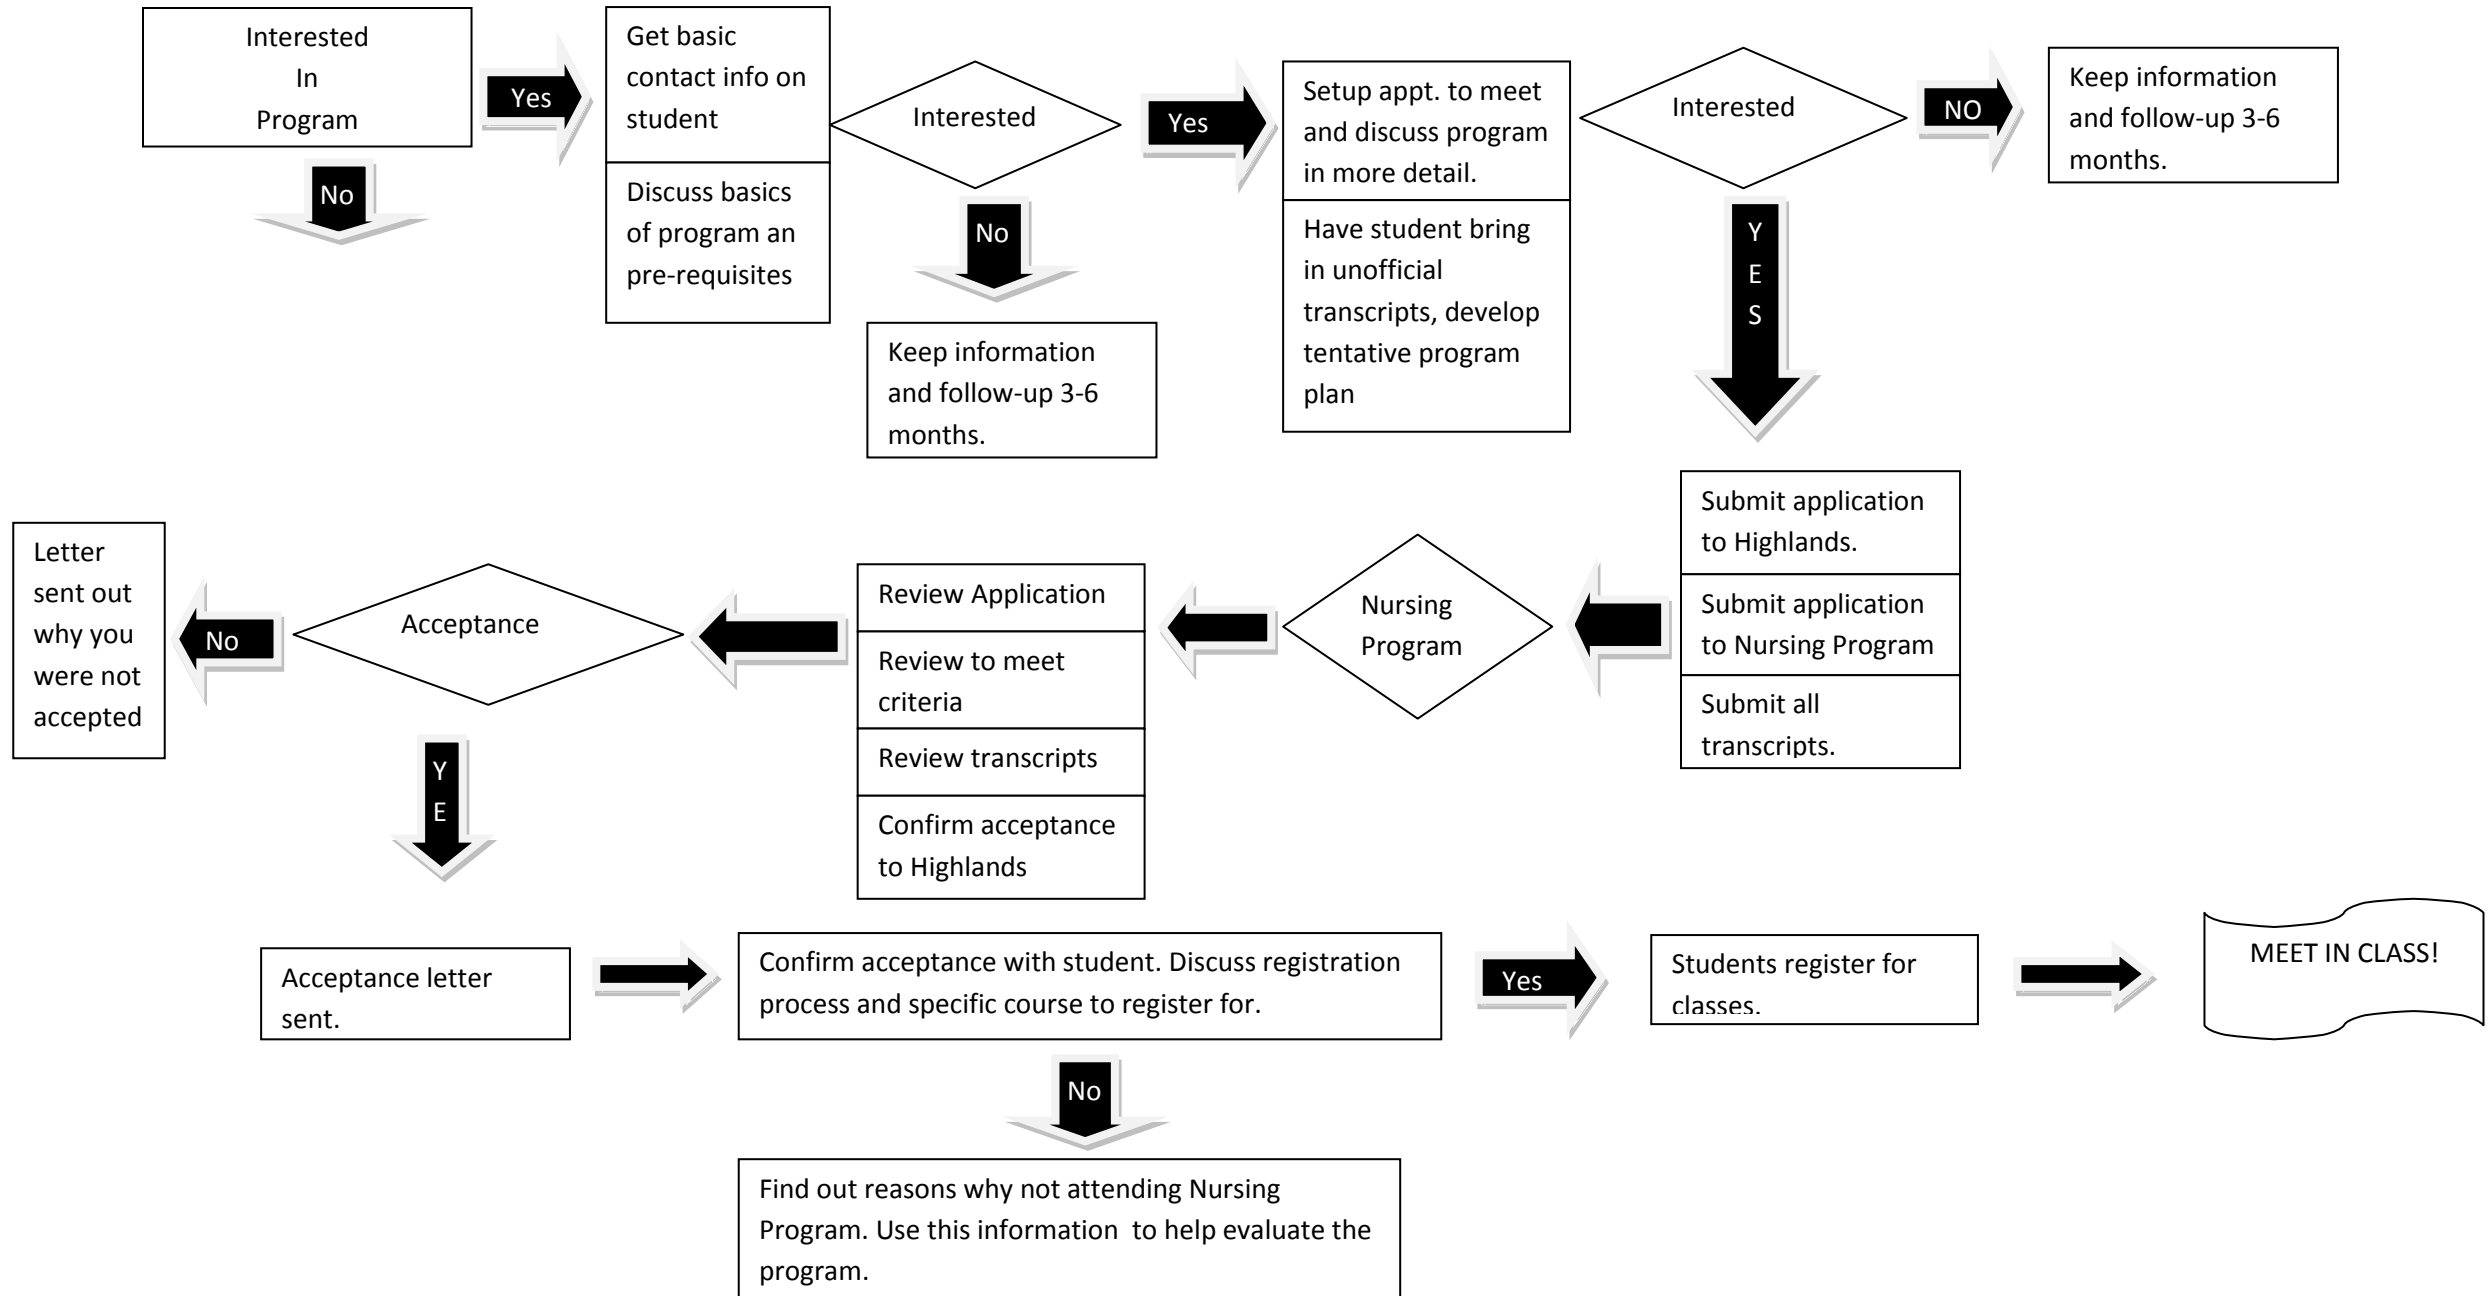 Interested
In
Program
Yes
No
Get basic
contact info on
student
Discuss basics
of program an
pre-requisites
Interested
No
Keep information
and follow-up 3-6
months.
Yes
Setup appt. to meet
and discuss program
in more detail.
Have student bring
in unofficial
transcripts, develop
tentative program
plan
Interested
NO
Keep information
and follow-up 3-6
months.
Y
E
S
Submit application
to Highlands.
Submit application
to Nursing Program
Submit all
transcripts.
Nursing
Program
Review Application
Review to meet
criteria
Review transcripts
Confirm acceptance
to Highlands
Acceptance
No
Letter
sent out
why you
were not
accepted
Y
E
Acceptance letter
sent.
Confirm acceptance with student. Discuss registration
process and specific course to register for.
Yes
Students register for
classes.
MEET IN CLASS!
No
Find out reasons why not attending Nursing
Program. Use this information  to help evaluate the
program.